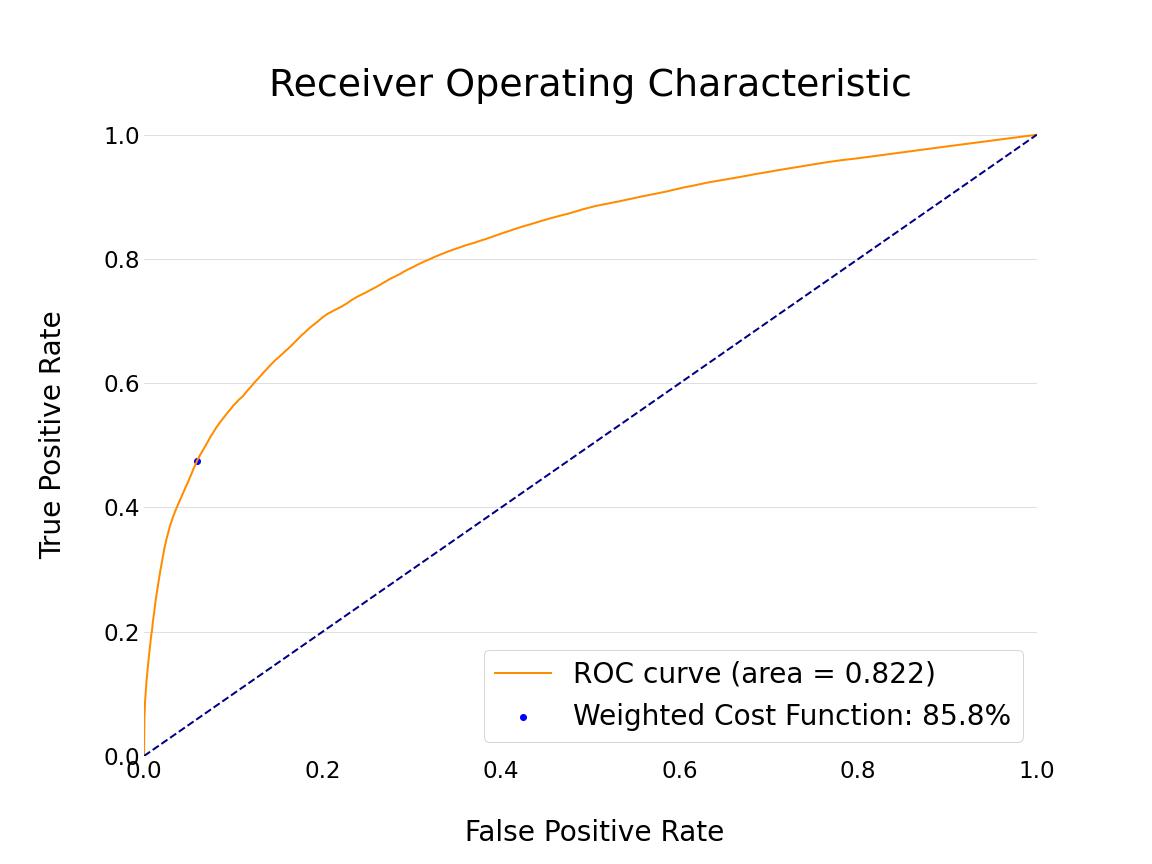 Receiver Operating Characteristic
1.0
0.8
0.6
0.4
0.2
0.0
True Positive Rate
ROC curve (area = 0.822)
Weighted Cost Function: 85.8%
0.0 0.2 0.4 0.6 0.8 1.0
False Positive Rate